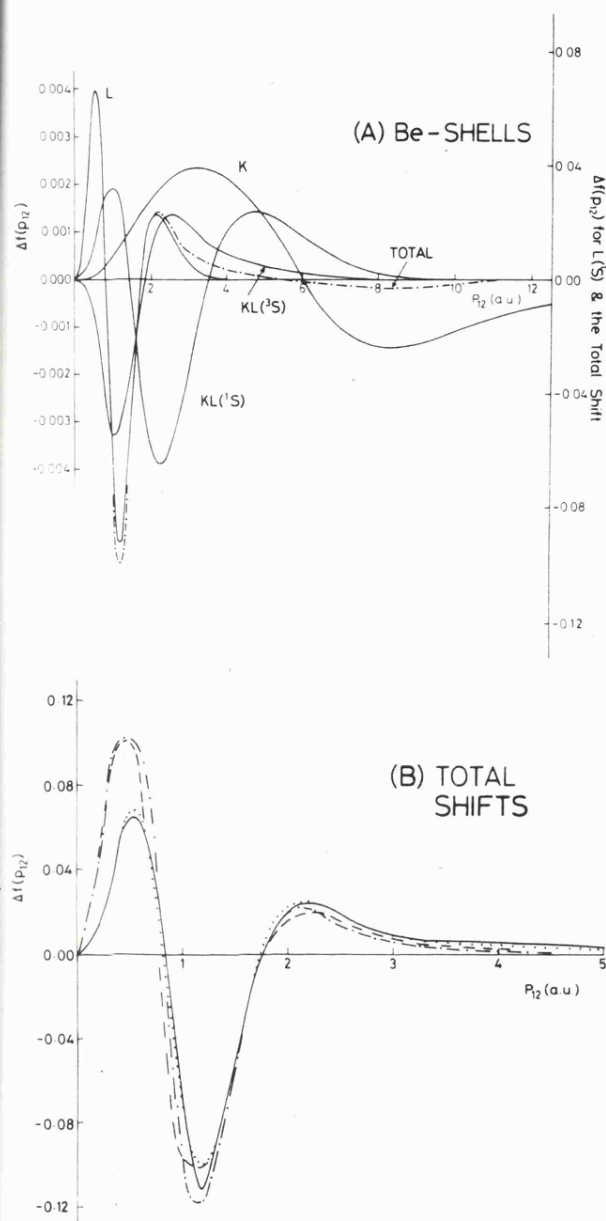 (A) Be-SHELLS
Δf(p₁₂)
0.004
0.003
0.002
0.001
0.000
-0.001
-0.002
-0.003
-0.004
L
K
TOTAL
KL(³S)
KL(¹S)
2
4
6
8
10
12
P₁₂(a.u)
0.08
0.04
0.00
-0.04
-0.08
-0.12
Δf(p₁₂) for L(¹S) & the Total Shift
(B) TOTAL
SHIFTS
Δf(p₁₂)
0.12
0.08
0.04
0.00
-0.04
-0.08
-0.12
1
2
3
4
5
P₁₂(a.u)